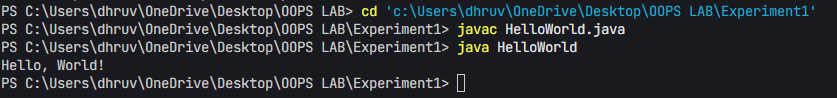 PS C:\Users\dhruv\OneDrive\Desktop\OOPS LAB> cd 'c:\Users\dhruv\OneDrive\Desktop\OOPS LAB\Experiment1'
PS C:\Users\dhruv\OneDrive\Desktop\OOPS LAB\Experiment1> javac HelloWorld.java
PS C:\Users\dhruv\OneDrive\Desktop\OOPS LAB\Experiment1> java HelloWorld
Hello, World!
PS C:\Users\dhruv\OneDrive\Desktop\OOPS LAB\Experiment1>